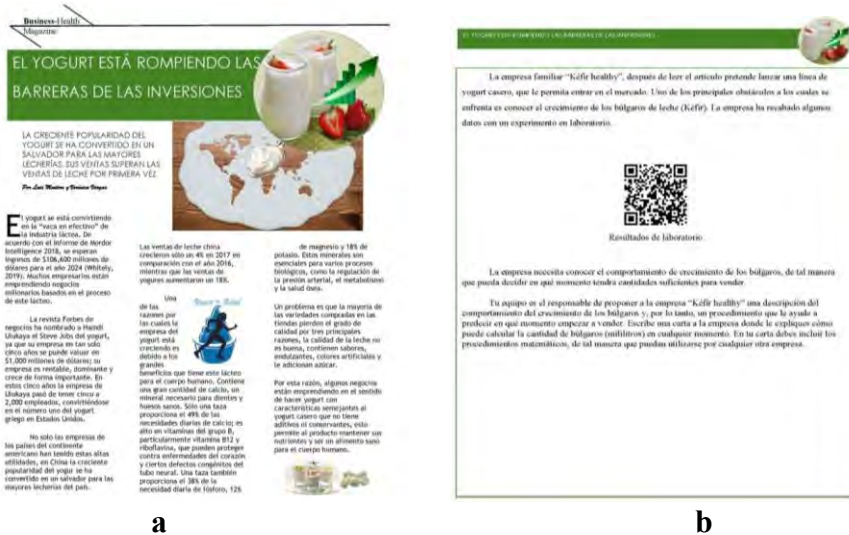 Business-Health
Magazine
EL YOGURT ESTÁ ROMPIENDO LAS
BARRERAS DE LAS INVERSIONES
LA CRECIENTE POPULARIDAD DEL
YOGURT SE HA CONVERTIDO EN UN
SALVADOR PARA LAS MAYORES
LECHERÍAS. SUS VENTAS SUPERAN LAS
VENTAS DE LECHE POR PRIMERA VEZ
Por Luis Montero y Verónica Vargas
El yogurt se está convirtiendo
en la "vaca en efectivo" de
la industria láctea. De
acuerdo con el informe de Mordor
Intelligence 2018, se esperan
ingresos de $106,600 millones de
dólares para el año 2024 (Whitely,
2019). Muchos empresarios están
emprendiendo negocios
millonarios basados en el proceso
de este lácteo.
La revista Forbes de
negocios ha nombrado a Hamdi
Ulukaya el Steve Jobs del yogurt,
ya que su empresa en tan solo
cinco años se puede valuar en
$1,000 millones de dólares; su
empresa es rentable, dominante y
crece de forma importante. En
estos cinco años la empresa de
Ulukaya pasó de tener cinco a
2,000 empleados, convirtiéndose
en el número uno del yogurt
griego en Estados Unidos.
No solo las empresas de
los países del continente
americano han tenido estas altas
utilidades, en China la creciente
popularidad del yogur se ha
convertido en un salvador para las
mayores lecherías del país.
Las ventas de leche china
crecieron sólo un 4% en 2017 en
comparación con el año 2016,
mientras que las ventas de
yogures aumentaron un 18%.
Una
de las
razones por
las cuales la
empresa del
yogurt está
creciendo es
debido a los
grandes
beneficios que tiene este lácteo
para el cuerpo humano. Contiene
una gran cantidad de calcio, un
mineral necesario para dientes y
huesos sanos. Sólo una taza
proporciona el 49% de las
necesidades diarias de calcio; es
alto en vitaminas del grupo B,
particularmente vitamina B12 y
riboflavina, que pueden proteger
contra enfermedades del corazón
y ciertos defectos congénitos del
tubo neural. Una taza también
proporciona el 38% de la
necesidad diaria de fósforo, 12%
de magnesio y 18% de
potasio. Estos minerales son
esenciales para varios procesos
biológicos, como la regulación de
la presión arterial, el metabolismo
y la salud ósea.
Un problema es que la mayoría de
las variedades compradas en las
tiendas pierden el grado de
calidad por tres principales
razones, la calidad de la leche no
es buena, contienen sabores,
endulzantes, colores artificiales y
le adicionan azúcar.
Por esta razón, algunos negocios
están emprendiendo en el sentido
de hacer yogurt con
características semejantes al
yogurt casero que no tiene
aditivos ni conservantes, esto
permite al producto mantener sus
nutrientes y ser un alimento sano
para el cuerpo humano.
a
EL YOGURT ESTÁ ROMPIENDO LAS BARRERAS DE LAS INVERSIONES
La empresa familiar "Kéfir healthy", después de leer el artículo pretende lanzar una línea de
yogurt casero, que le permita entrar en el mercado. Uno de los principales obstáculos a los cuales se
enfrenta es conocer el crecimiento de los búlgaros de leche (Kéfir). La empresa ha recabado algunos
datos con un experimento en laboratorio.
Resultados de laboratorio
La empresa necesita conocer el comportamiento de crecimiento de los búlgaros, de tal manera
que pueda decidir en qué momento tendrá cantidades suficientes para vender.
Tu equipo es el responsable de proponer a la empresa "Kéfir healthy" una descripción del
comportamiento del crecimiento de los búlgaros y, por lo tanto, un procedimiento que le ayude a
predecir en qué momento empezar a vender. Escribe una carta a la empresa donde le expliques cómo
puede calcular la cantidad de búlgaros (mililitros) en cualquier momento. En tu carta debes incluir los
procedimientos matemáticos, de tal manera que puedan utilizarse por cualquier otra empresa.
b